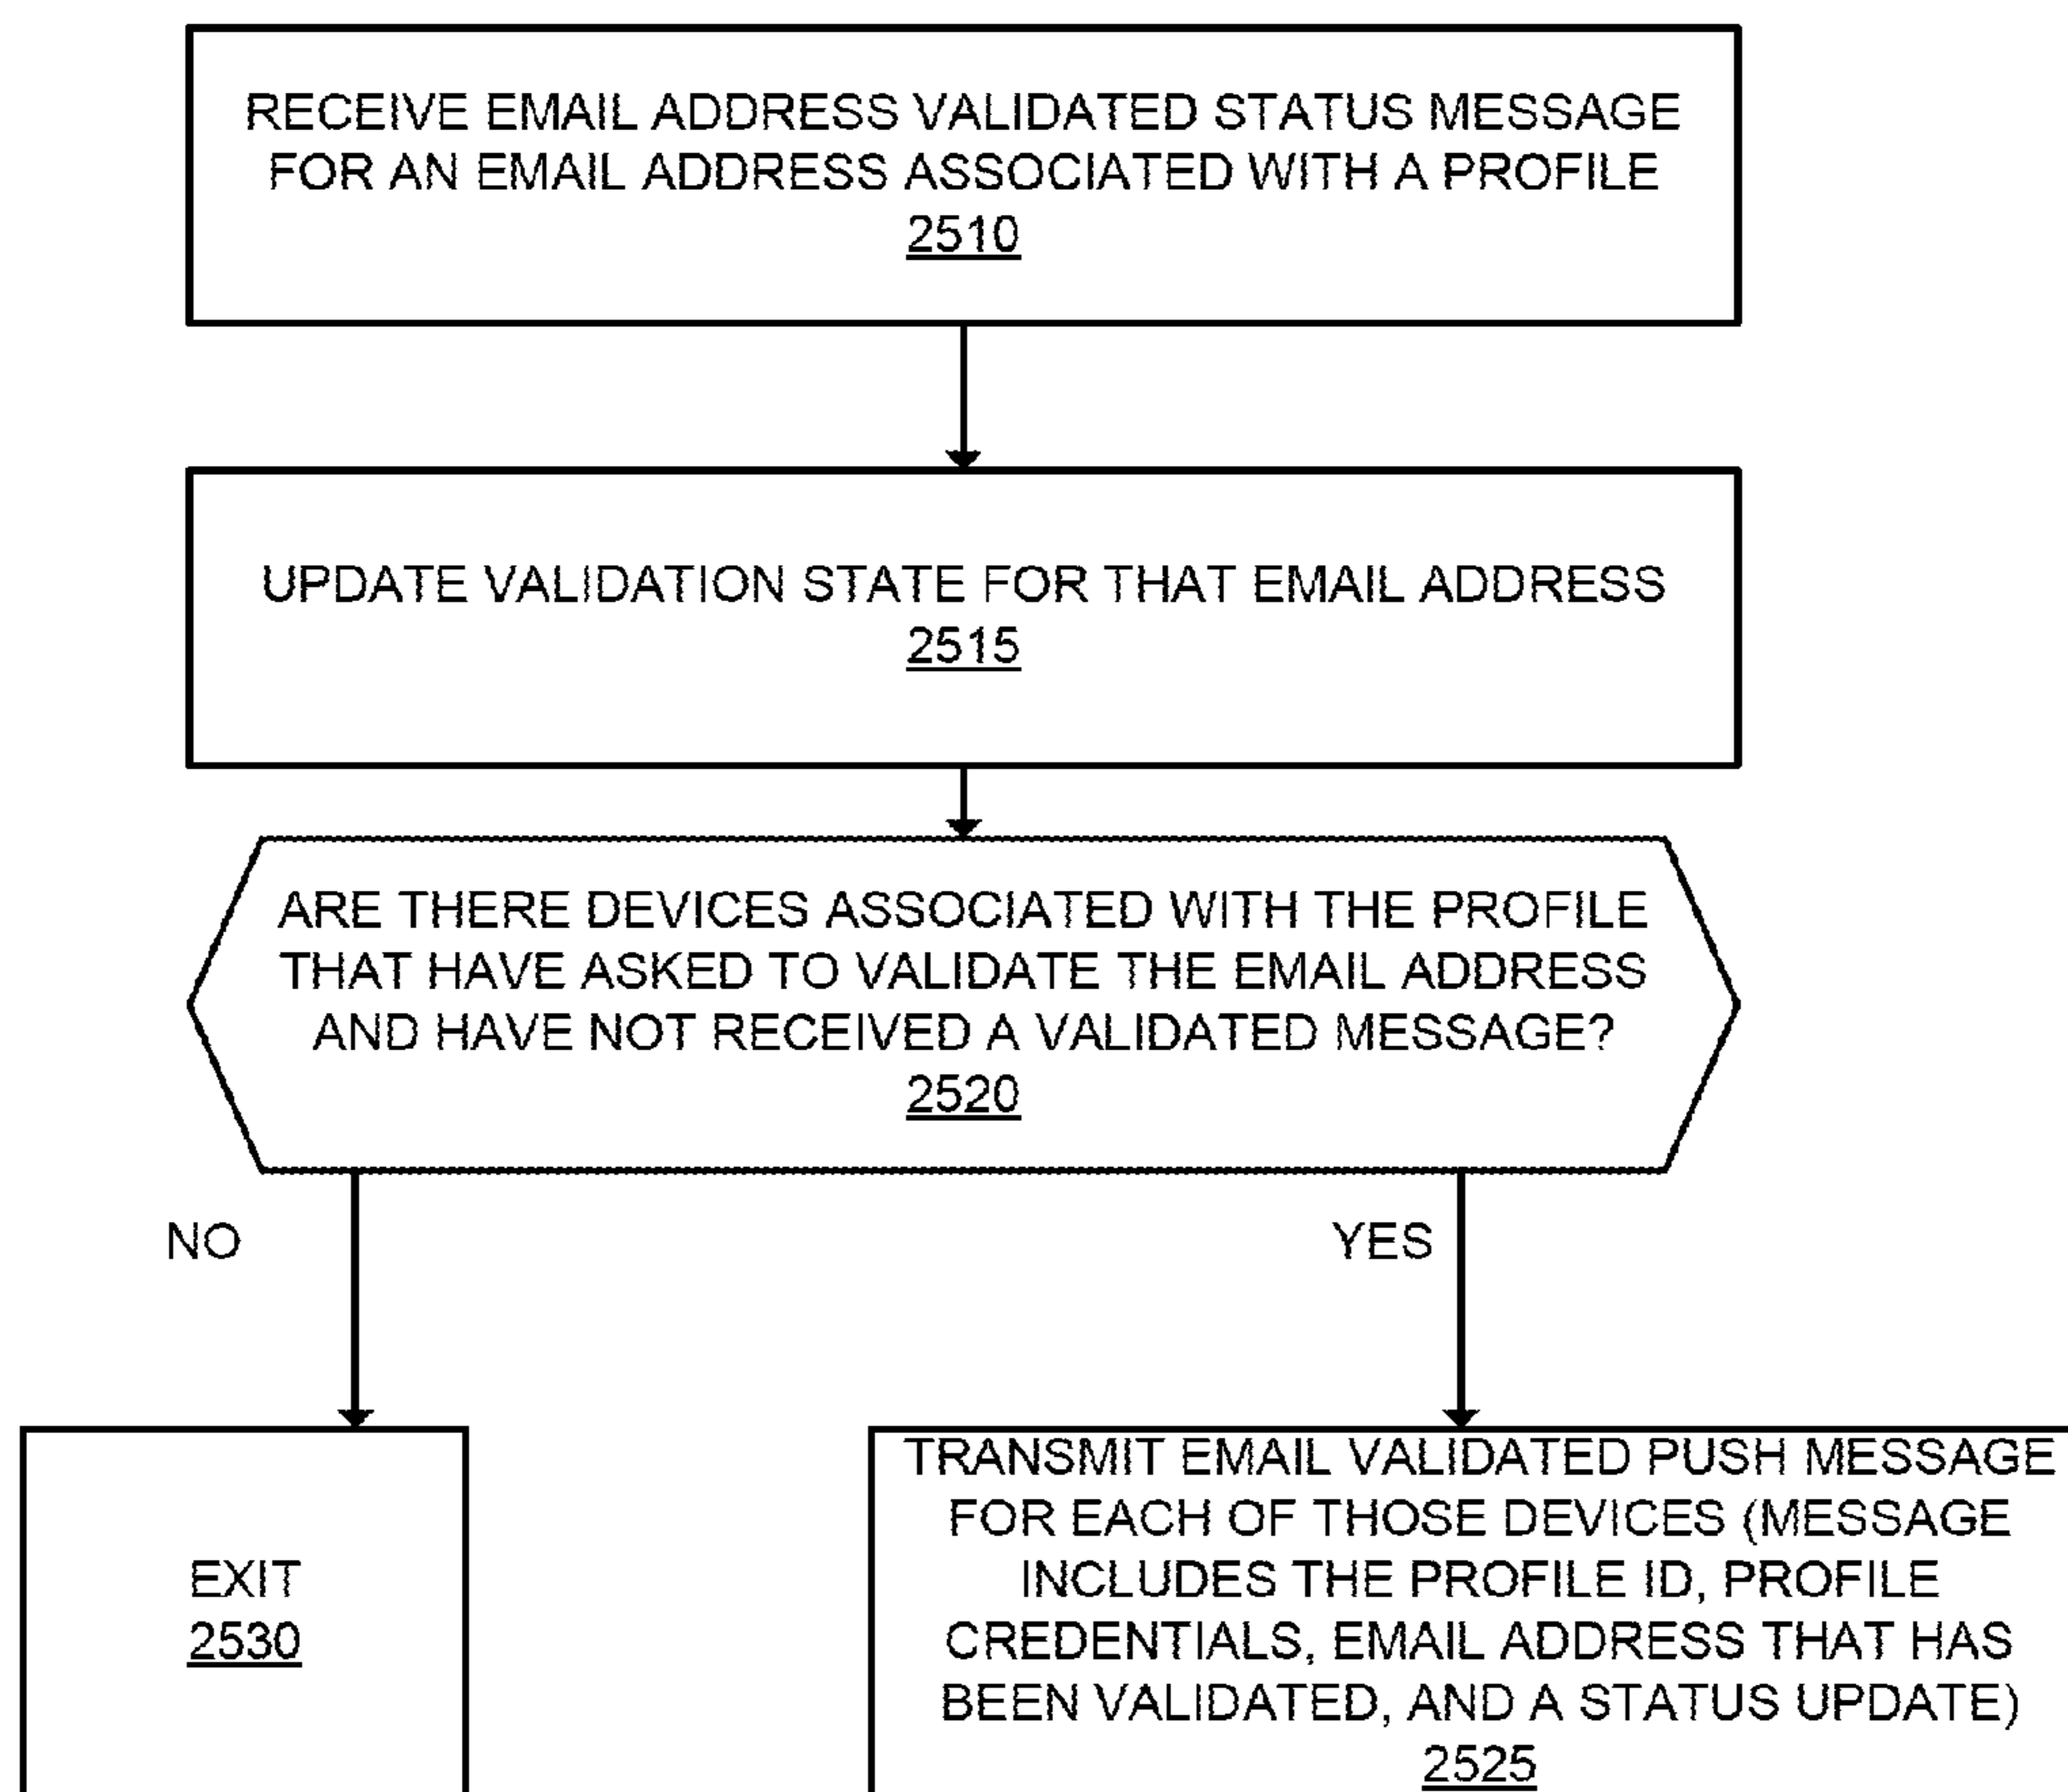 RECEIVE EMAIL ADDRESS VALIDATED STATUS MESSAGE
FOR AN EMAIL ADDRESS ASSOCIATED WITH A PROFILE
2510
UPDATE VALIDATION STATE FOR THAT EMAIL ADDRESS
2515
ARE THERE DEVICES ASSOCIATED WITH THE PROFILE
THAT HAVE ASKED TO VALIDATE THE EMAIL ADDRESS
AND HAVE NOT RECEIVED A VALIDATED MESSAGE?
2520
NO
YES
EXIT
2530
TRANSMIT EMAIL VALIDATED PUSH MESSAGE
FOR EACH OF THOSE DEVICES (MESSAGE
INCLUDES THE PROFILE ID, PROFILE
CREDENTIALS, EMAIL ADDRESS THAT HAS
BEEN VALIDATED, AND A STATUS UPDATE)
2525